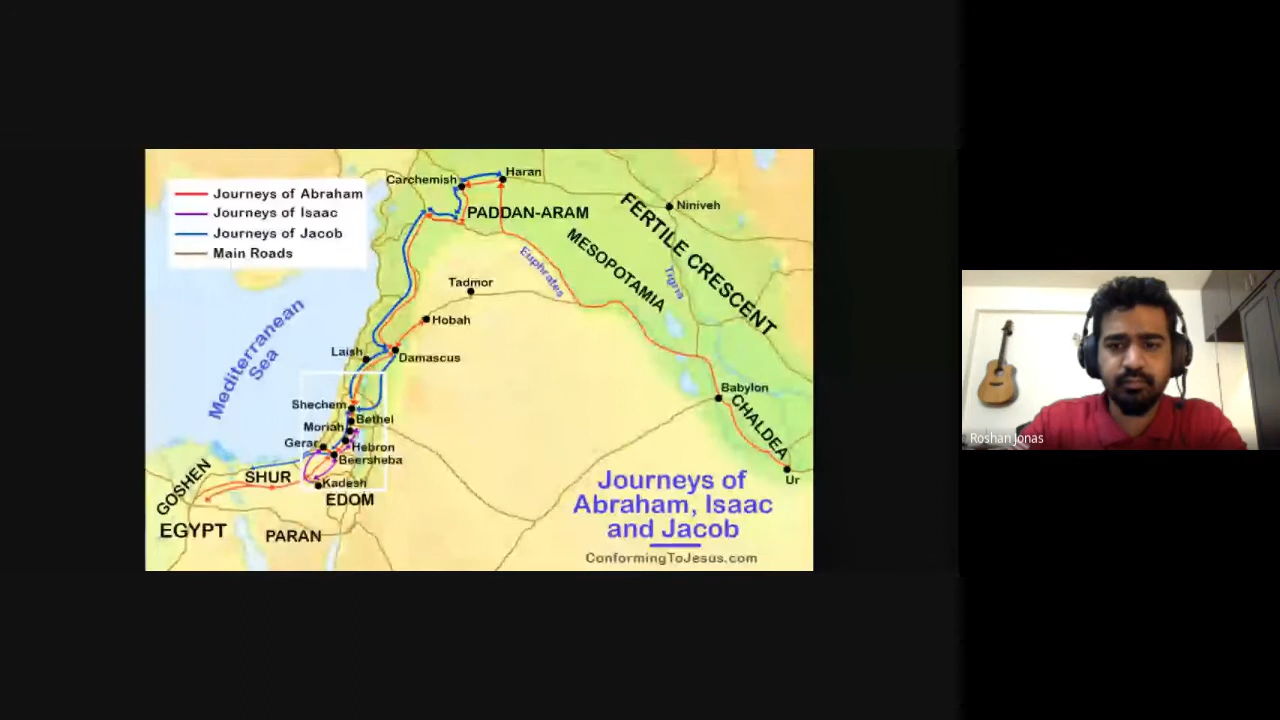 Journeys of Abraham
Journeys of Isaac
Journeys of Jacob
Main Roads
Carchemish
Haran
PADDAN-ARAM
Niniveh
FERTILE CRESCENT
MESOPOTAMIA
Euphrates
Tigris
Tadmor
Hobah
Mediterranean
Sea
Laish
Damascus
Shechem
Bethel
Moriah
Gerar
Hebron
Beersheba
Babylon
CHALDEA
Ur
GOSHEN
SHUR
Kadesh
EDOM
EGYPT
PARAN
Journeys of
Abraham, Isaac
and Jacob
ConformingToJesus.com
Roshan Jonas